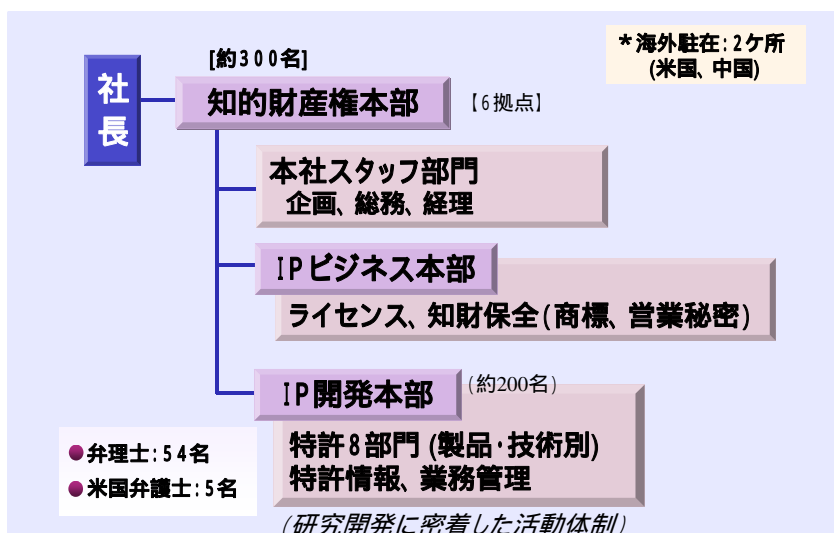 [約300名]
*海外駐在:2ケ所
(米国、中国)
社長
知的財産権本部
【6拠点】
本社スタッフ部門
企画、総務、経理
IPビジネス本部
ライセンス、知財保全(商標、営業秘密)
IP開発本部
(約200名)
特許8部門(製品・技術別)
特許情報、業務管理
●弁理士:54名
●米国弁護士:5名
(研究開発に密着した活動体制)